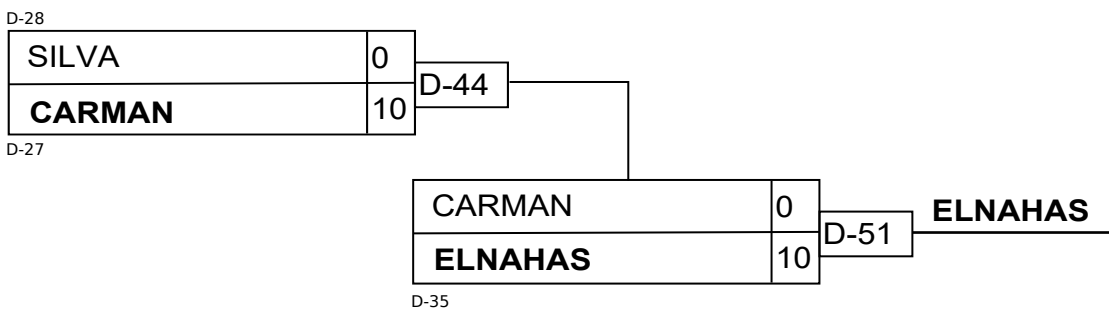 D-28
SILVA 0
D-44
CARMAN 10
D-27
CARMAN 0
ELNAHAS
D-51
ELNAHAS 10
D-35